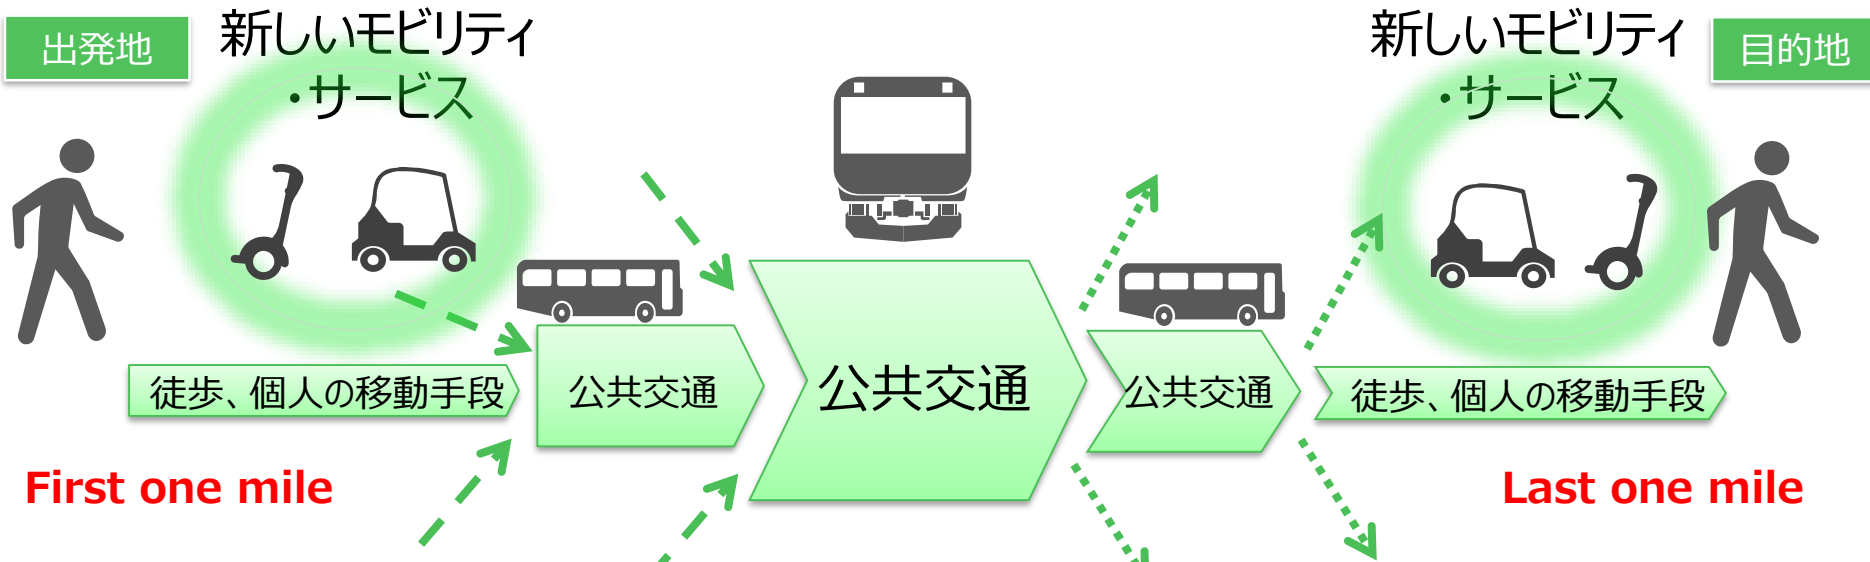 出発地
新しいモビリティ
・サービス
新しいモビリティ
・サービス
目的地
徒歩、個人の移動手段
公共交通
公共交通
公共交通
徒歩、個人の移動手段
First one mile
Last one mile